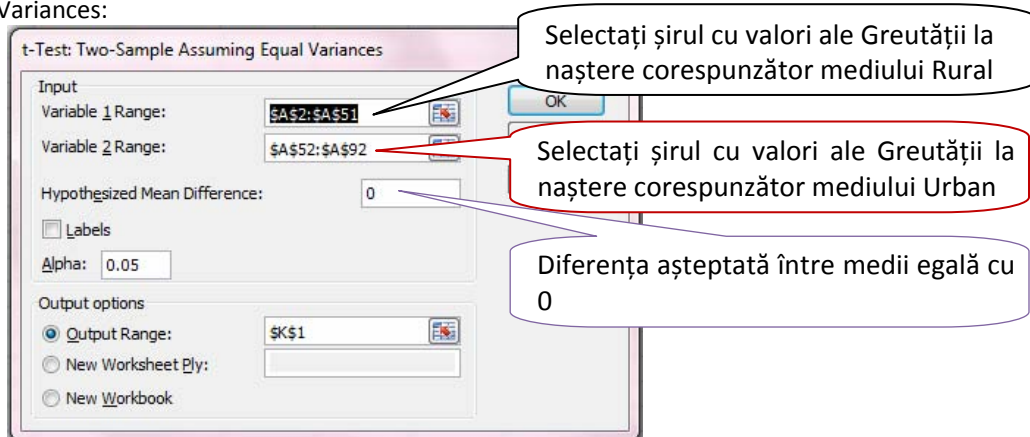 Variances:
t-Test: Two-Sample Assuming Equal Variances
Selectați șirul cu valori ale Greutății la
naștere corespunzător mediului Rural
Input
Variable 1 Range:
$A$2:$A$51
OK
Variable 2 Range:
$A$52:$A$92
Selectați șirul cu valori ale Greutății la
naștere corespunzător mediului Urban
Hypothesized Mean Difference:
0
Labels
Alpha:
0.05
Diferența așteptată între medii egală cu
0
Output options
Output Range:
$K$1
New Worksheet Ply:
New Workbook